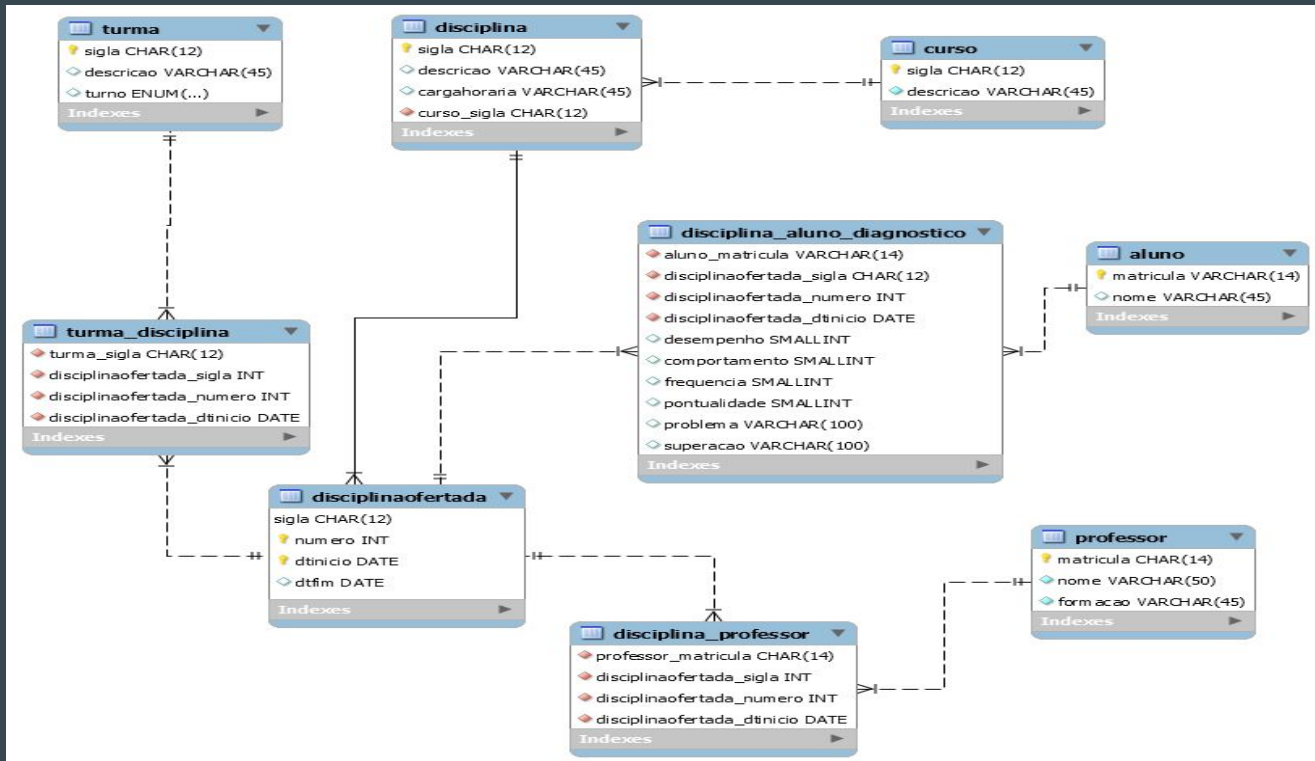 turma
sigla CHAR(12)
descricao VARCHAR(45)
turno ENUM(...)
Indexes
disciplina
sigla CHAR(12)
descricao VARCHAR(45)
cargahoraria VARCHAR(45)
curso_sigla CHAR(12)
Indexes
curso
sigla CHAR(12)
descricao VARCHAR(45)
Indexes
disciplina_aluno_diagnostico
aluno_matricula VARCHAR(14)
disciplinaofertada_sigla CHAR(12)
disciplinaofertada_numero INT
disciplinaofertada_dtinicio DATE
desempenho SMALLINT
comportamento SMALLINT
frequencia SMALLINT
pontualidade SMALLINT
problema VARCHAR(100)
superacao VARCHAR(100)
Indexes
aluno
matricula VARCHAR(14)
nome VARCHAR(45)
Indexes
turma_disciplina
turma_sigla CHAR(12)
disciplinaofertada_sigla INT
disciplinaofertada_numero INT
disciplinaofertada_dtinicio DATE
Indexes
disciplinaofertada
sigla CHAR(12)
numero INT
dtinicio DATE
dtfim DATE
Indexes
professor
matricula CHAR(14)
nome VARCHAR(50)
formacao VARCHAR(45)
Indexes
disciplina_professor
professor_matricula CHAR(14)
disciplinaofertada_sigla INT
disciplinaofertada_numero INT
disciplinaofertada_dtinicio DATE
Indexes